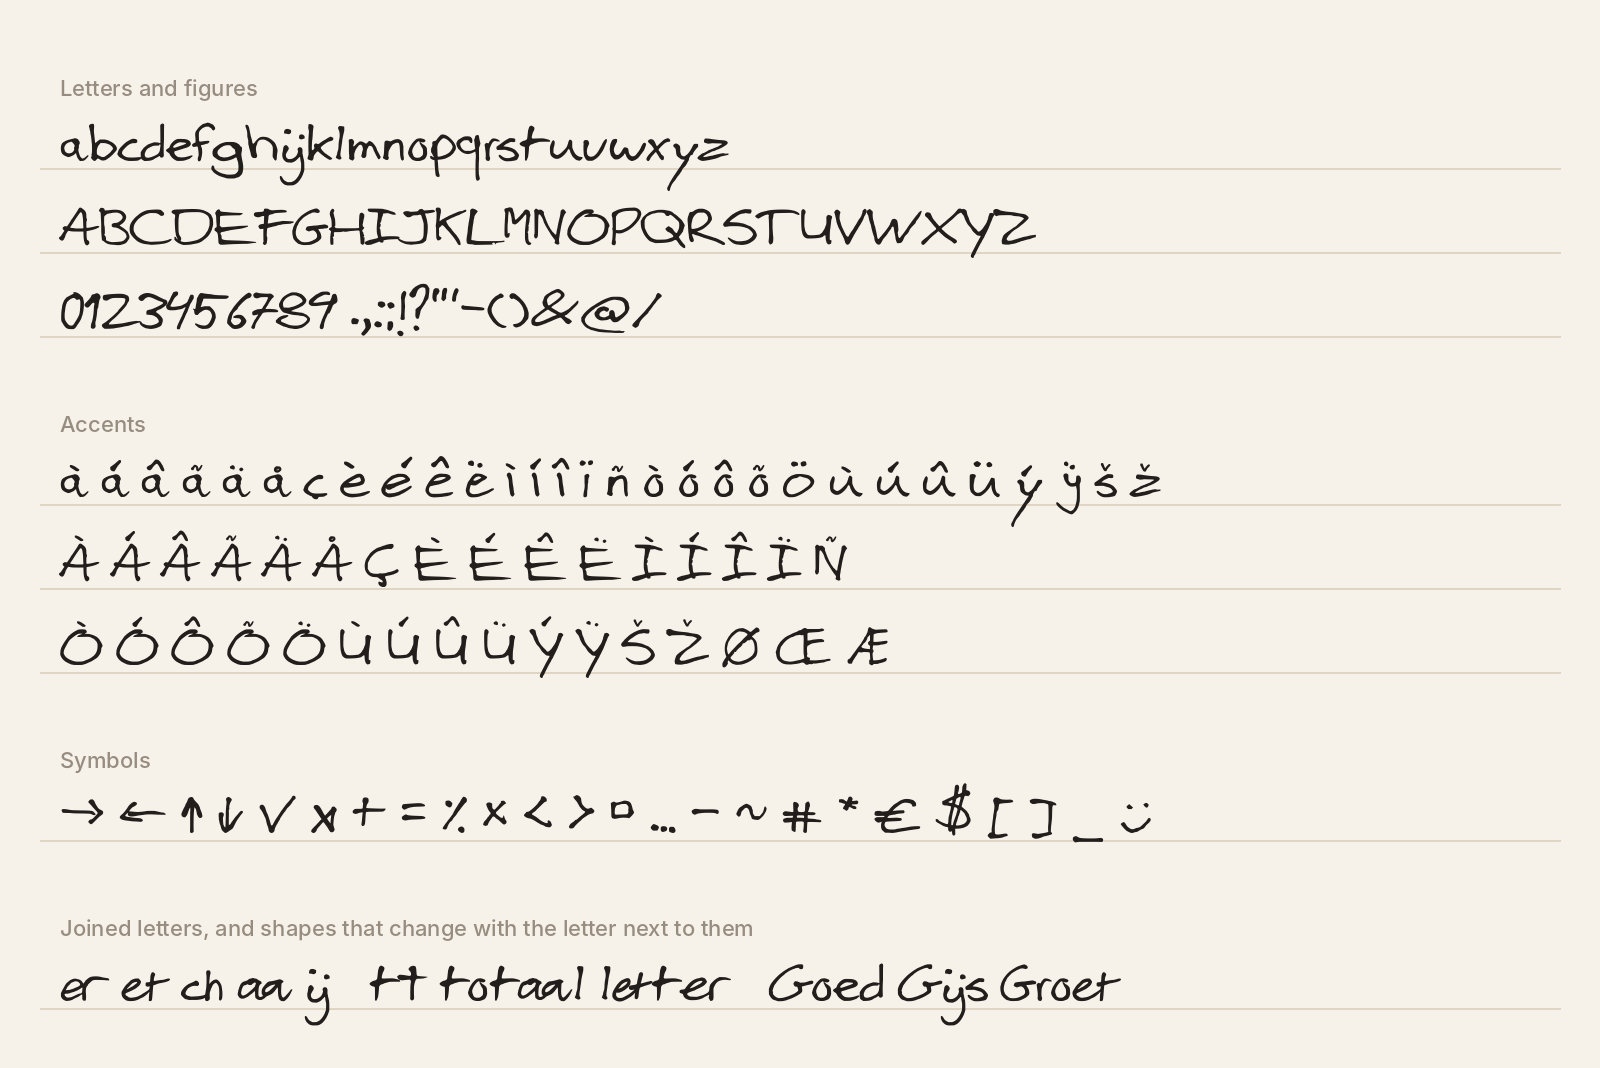 Letters and figures
abcdefghijklmnopqrstuvwxyz
ABCDEFGHIJKLMNOPQRSTUVWXYZ
0123456789 .,:;!?"'-()&@/
Accents
à á â ã ä å ç è é ê ë ì í î ï ñ ò ó ô õ ö ù ú û ü ý ÿ š ž
À Á Â Ã Ä Å Ç È É Ê Ë Ì Í Î Ï Ñ
Ò Ó Ô Õ Ö Ù Ú Û Ü Ý Ÿ Š Ž Ø Œ Æ
Symbols
→ ← ↑ ↓ √ x + = % × < > □ … – ~ # * € $ [ ] _ ü
Joined letters, and shapes that change with the letter next to them
er et ch aa ij tt totaal letter Goed Gijs Groet